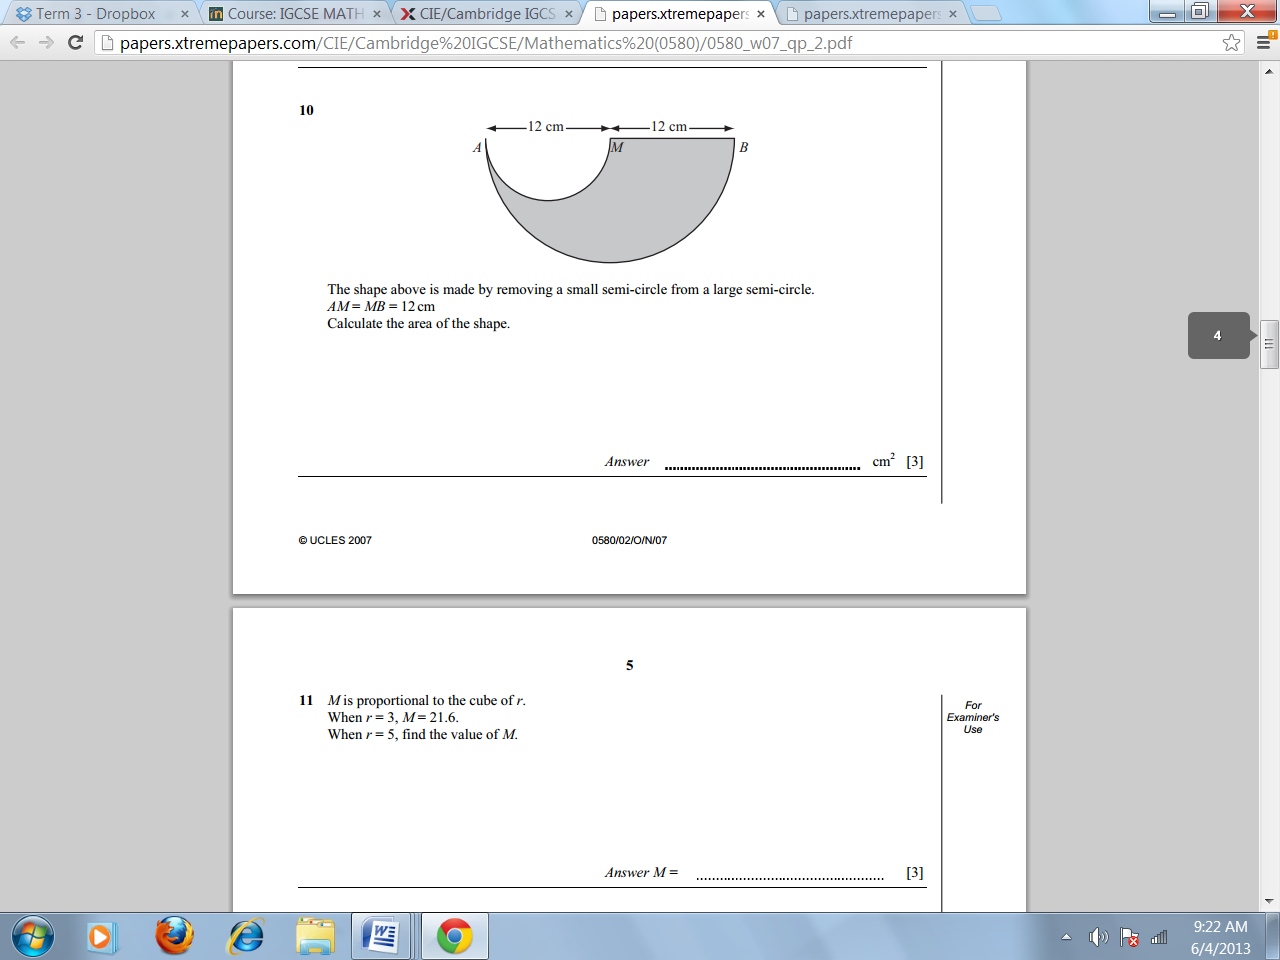 Term 3 - Dropbox
Course: IGCSE MATH
CIE/Cambridge IGCS
papers.xtremepapers
papers.xtremepapers
papers.xtremepapers.com/CIE/Cambridge%20IGCSE/Mathematics%20(0580)/0580_w07_qp_2.pdf
10
12 cm 12 cm
A M B
The shape above is made by removing a small semi-circle from a large semi-circle.
AM = MB = 12 cm
Calculate the area of the shape.
4
Answer ................................................ cm² [3]
© UCLES 2007 0580/02/O/N/07
5
11 M is proportional to the cube of r.
When r = 3, M = 21.6.
When r = 5, find the value of M.
For
Examiner's
Use
Answer M = ................................................ [3]
9:22 AM
6/4/2013